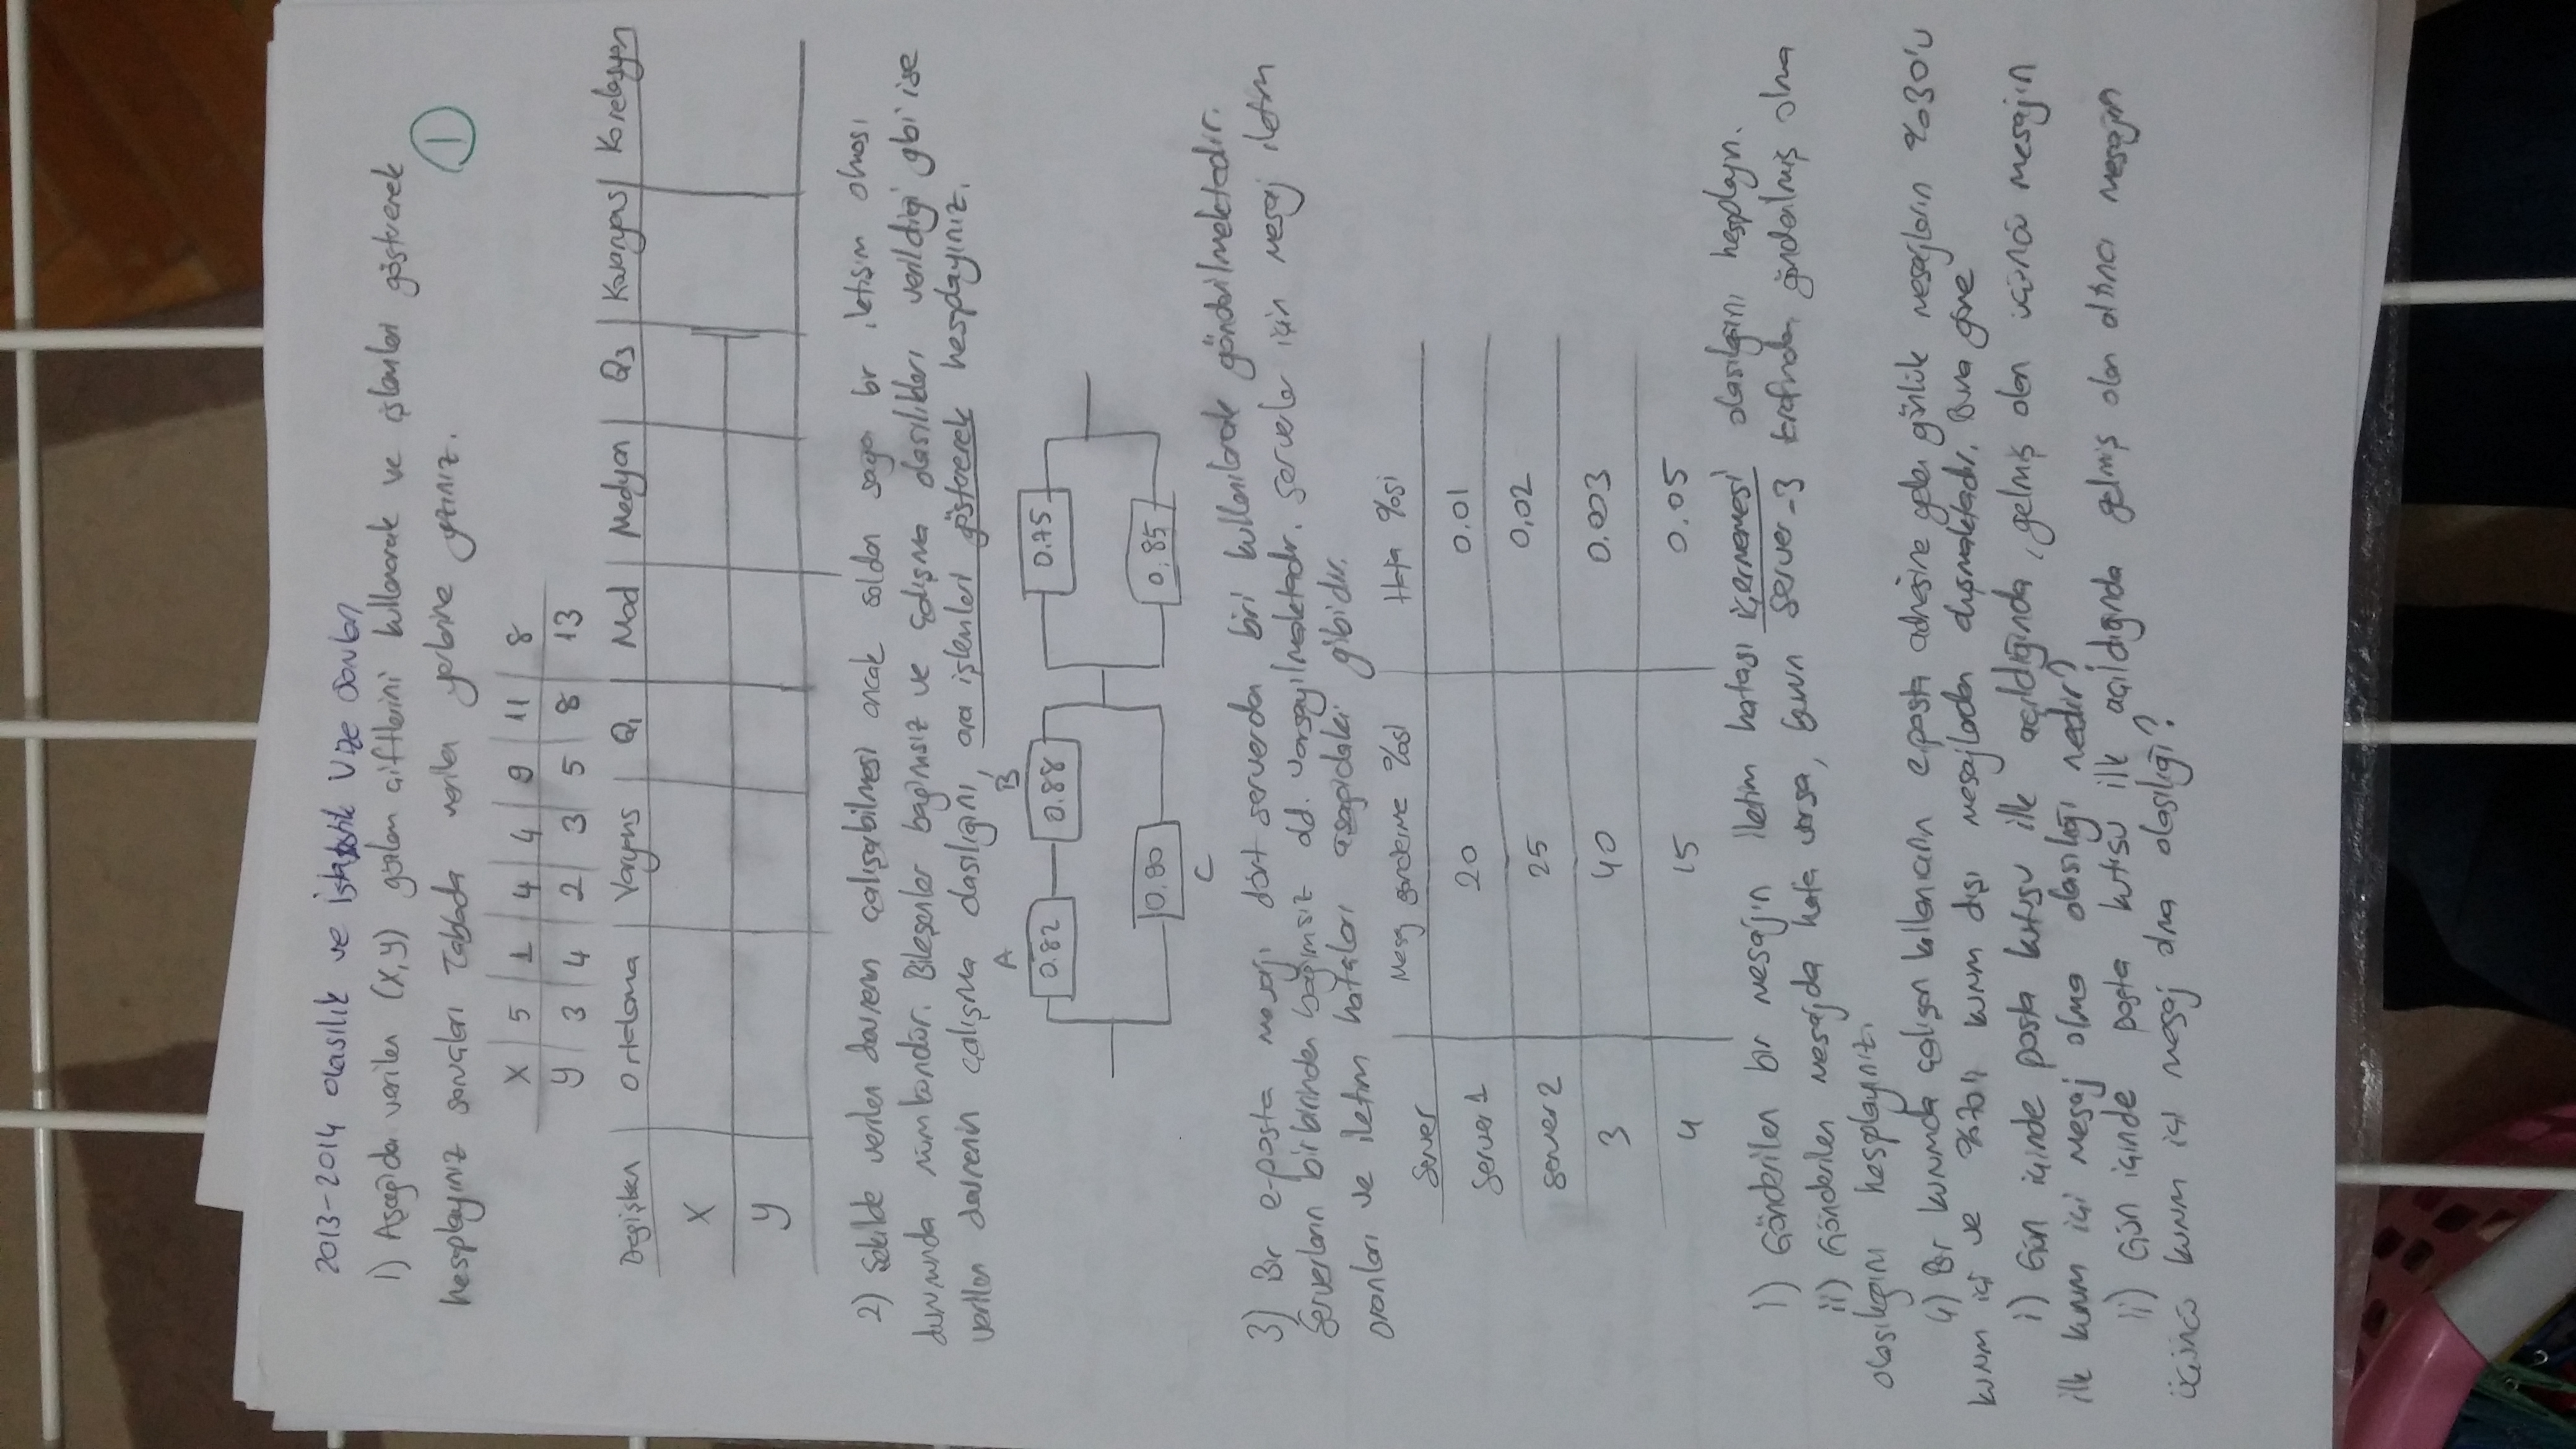 2013-2014 olasılık ve İstatistik Vize Soruları
1) Aşağıda verilen (x,y) gözlem çiftlerini kullanarak ve işlemleri göstererek
hesaplayınız sonuçları Tabloda verilen yerlerine yazınız.
1
X 5 1 4 4 9 11 8
y 3 4 2 3 5 8 13
Değişken Ortalama Varyans Q1 Mod Medyan Q3 Kovaryans Korelasyon
X
y
2) Şekilde verilen devrenin çalışabilmesi ancak soldan sağa bir iletişim olması
durumunda mümkündür. Bileşenler bağımsız ve çalışma olasılıkları verildiği gibi ise
verilen devrenin çalışma olasılığını, ara işlemleri göstererek hesaplayınız.
A B
0.82 0.88 0.75
0.90 0.85
C
3) Bir e-posta mesajı dört serverdan biri kullanılarak gönderilmektedir.
Serverların birbirinden bağımsız old. varsayılmaktadır. Serverlar için mesaj iletim
oranları ve iletim hataları aşağıdaki gibidir.
Server Mesaj gönderme %si Hata %si
Server 1 20 0.01
server 2 25 0,02
3 40 0.003
4 15 0.05
i) Gönderilen bir mesajın iletim hatası içermemesi olasılığını hesaplayın.
ii) Gönderilen mesajda hata varsa, bunun server-3 tarafından gönderilmiş olma
olasılığını hesaplayınız.
4) Bir kurumda çalışan kullanıcının e.posta adresine gelen günlük mesajların %30'u
kurum içi ve %70'i kurum dışı mesajlardan oluşmaktadır. Buna göre
i) Gün içinde posta kutusu ilk açıldığında, gelmiş olan üçüncü mesajın
ilk kurum içi mesaj olma olasılığı nedir?
ii) Gün içinde posta kutusu ilk açıldığında gelmiş olan altıncı mesajın
üçüncü kurum içi mesaj olma olasılığı?